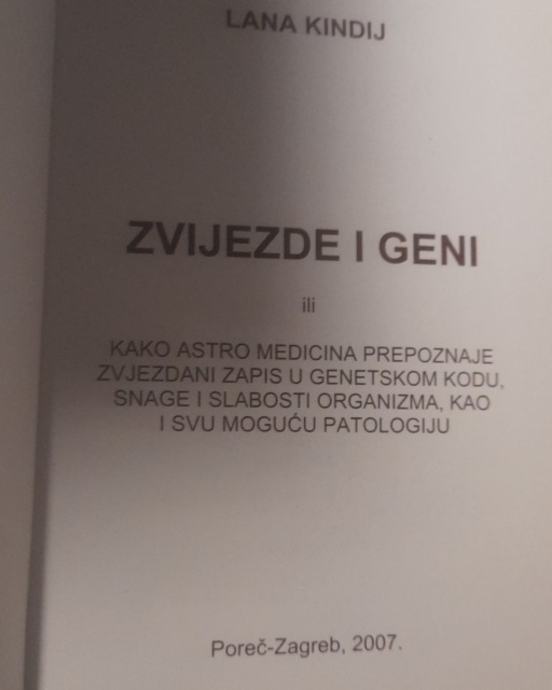 LANA KINDIJ
ZVIJEZDE I GENI
ili
KAKO ASTRO MEDICINA PREPOZNAJE
ZVJEZDANI ZAPIS U GENETSKOM KODU,
SNAGE I SLABOSTI ORGANIZMA, KAO
I SVU MOGUĆU PATOLOGIJU
Poreč-Zagreb, 2007.